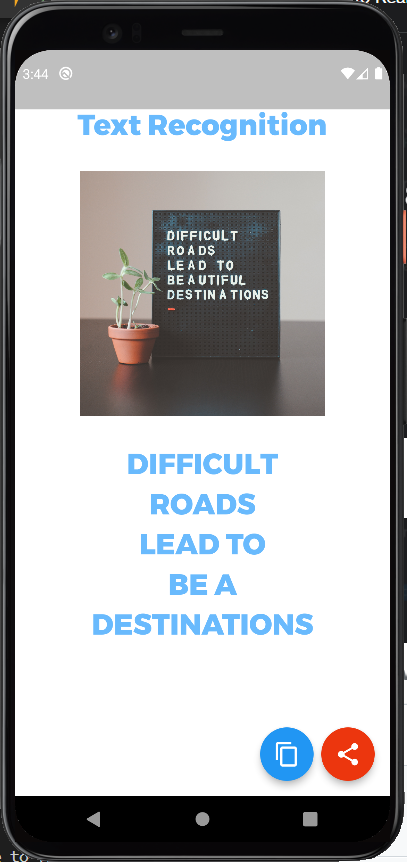 3:44
Text Recognition
DIFFICULT
ROADS
LEAD TO
BEAUTIFUL
DESTINATIONS
DIFFICULT
ROADS
LEAD TO
BE A
DESTINATIONS